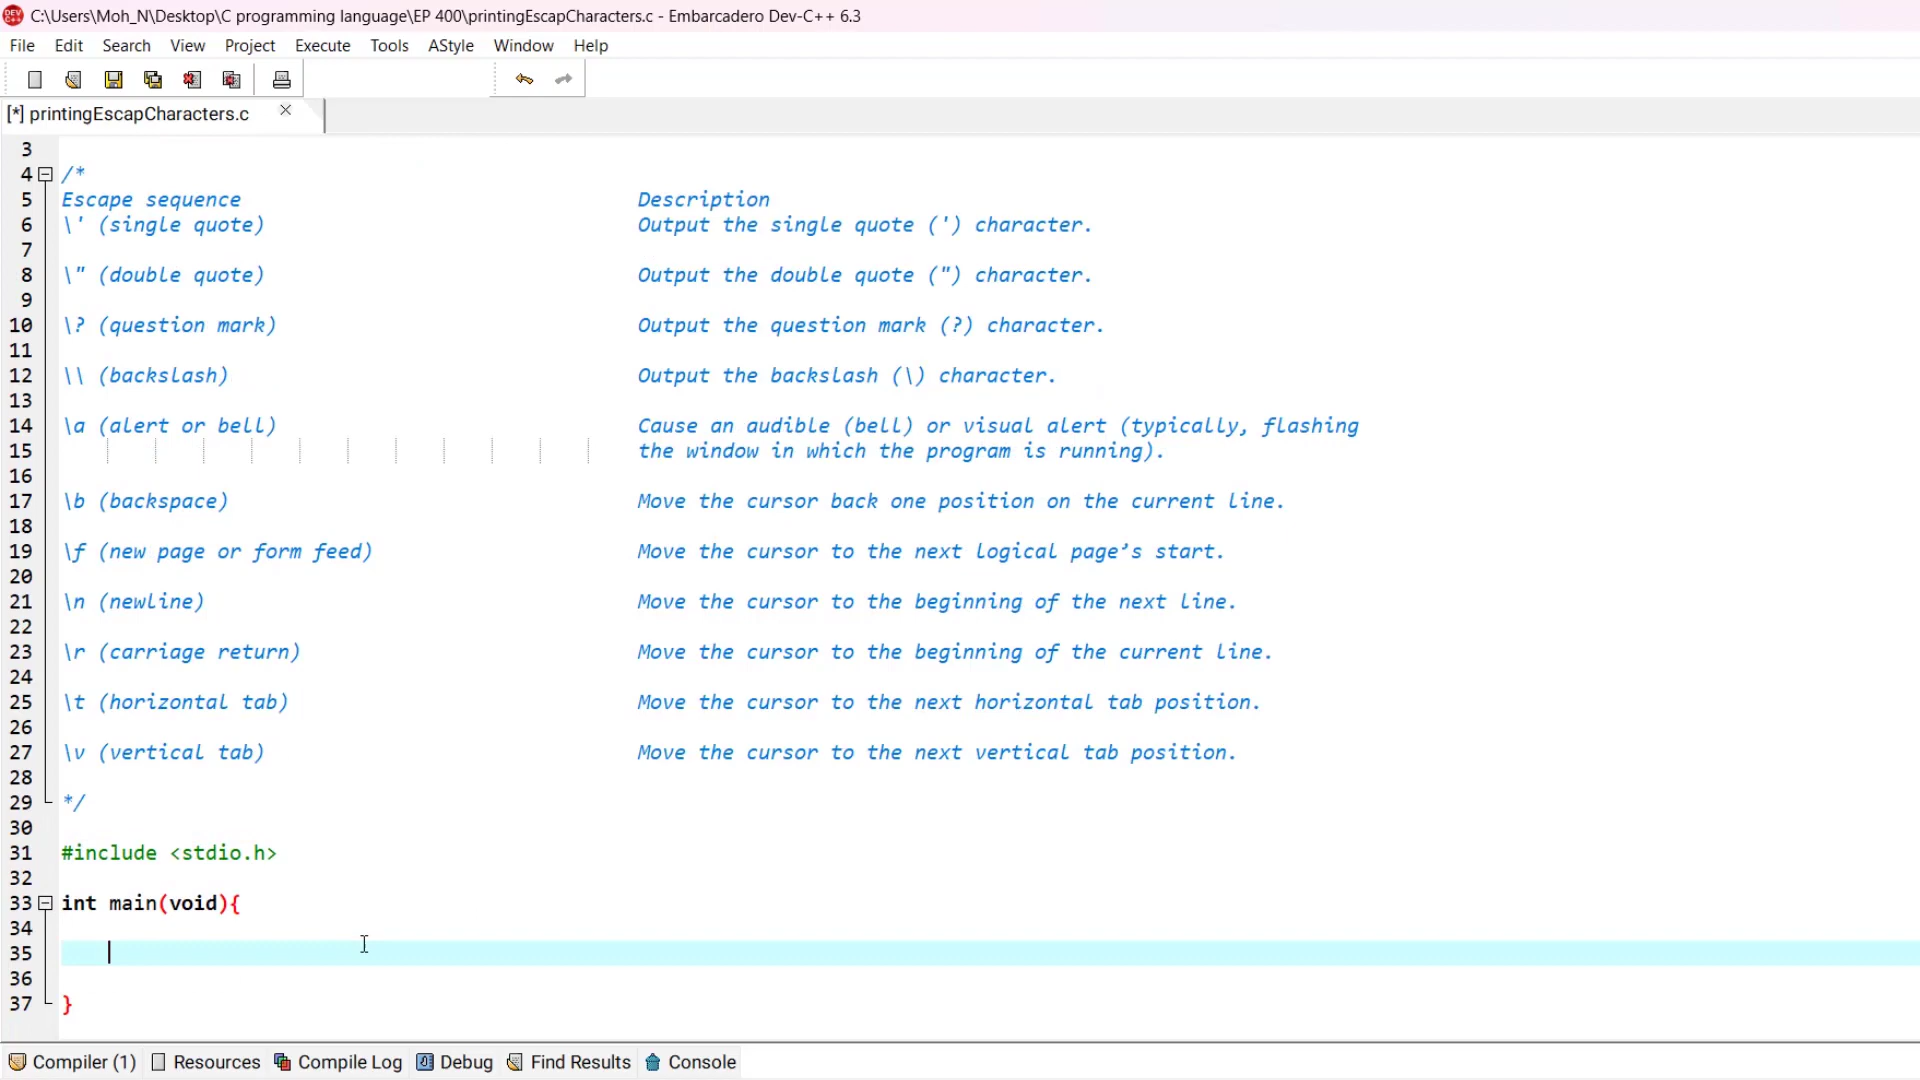 C:\Users\Moh_N\Desktop\C programming language\EP 400\printingEscapCharacters.c - Embarcadero Dev-C++ 6.3
File Edit Search View Project Execute Tools AStyle Window Help
[*] printingEscapCharacters.c
3
4 /*
5 Escape sequence Description
6 \' (single quote) Output the single quote (') character.
7
8 \" (double quote) Output the double quote (") character.
9
10 \? (question mark) Output the question mark (?) character.
11
12 \\ (backslash) Output the backslash (\) character.
13
14 \a (alert or bell) Cause an audible (bell) or visual alert (typically, flashing
15 the window in which the program is running).
16
17 \b (backspace) Move the cursor back one position on the current line.
18
19 \f (new page or form feed) Move the cursor to the next logical page’s start.
20
21 \n (newline) Move the cursor to the beginning of the next line.
22
23 \r (carriage return) Move the cursor to the beginning of the current line.
24
25 \t (horizontal tab) Move the cursor to the next horizontal tab position.
26
27 \v (vertical tab) Move the cursor to the next vertical tab position.
28
29 */
30
31 #include <stdio.h>
32
33 int main(void){
34
35
36
37 }
Compiler (1) Resources Compile Log Debug Find Results Console